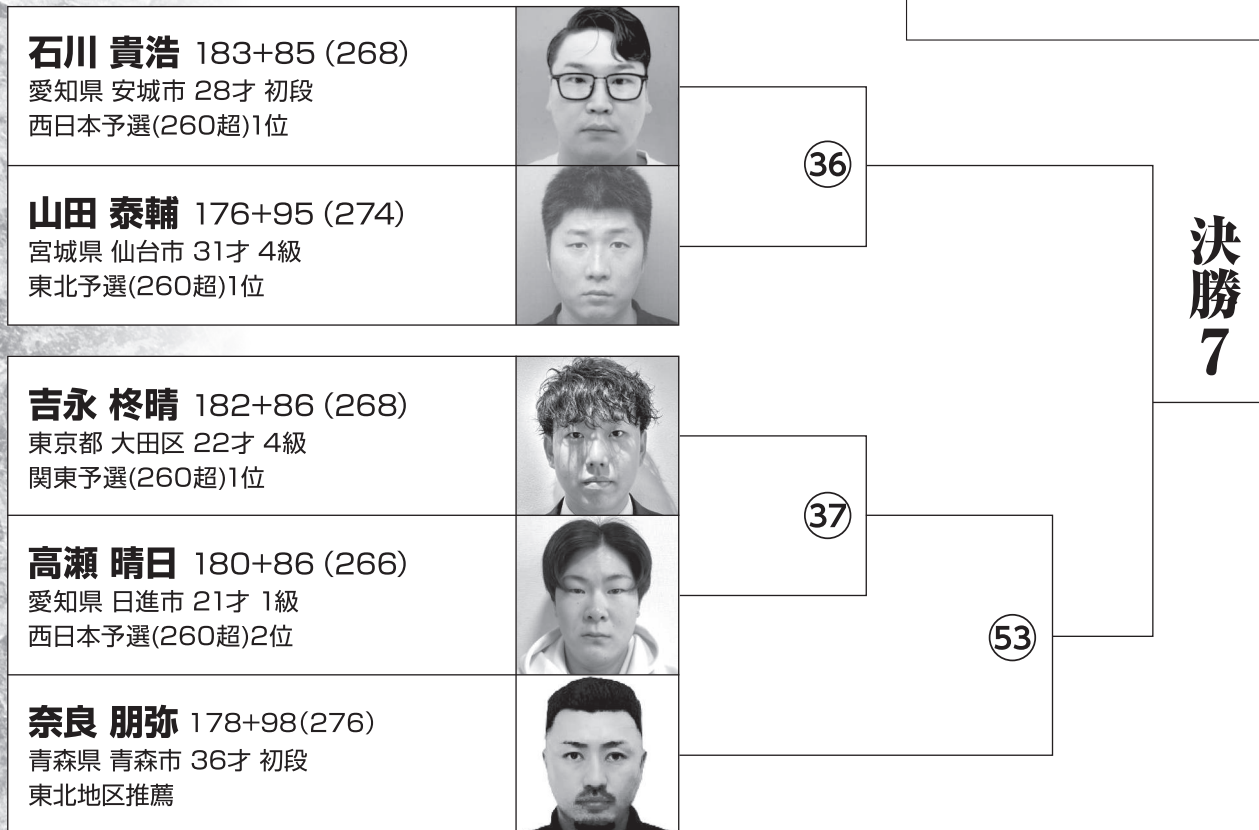 石川 貴浩 183+85（268）
愛知県 安城市 28才 初段
西日本予選(260超)1位
36
山田 泰輔 176+95（274）
宮城県 仙台市 31才 4級
東北予選(260超)1位
決勝7
吉永 柊晴 182+86（268）
東京都 大田区 22才 4級
関東予選(260超)1位
37
高瀬 晴日 180+86（266）
愛知県 日進市 21才 1級
西日本予選(260超)2位
53
奈良 朋弥 178+98（276）
青森県 青森市 36才 初段
東北地区推薦